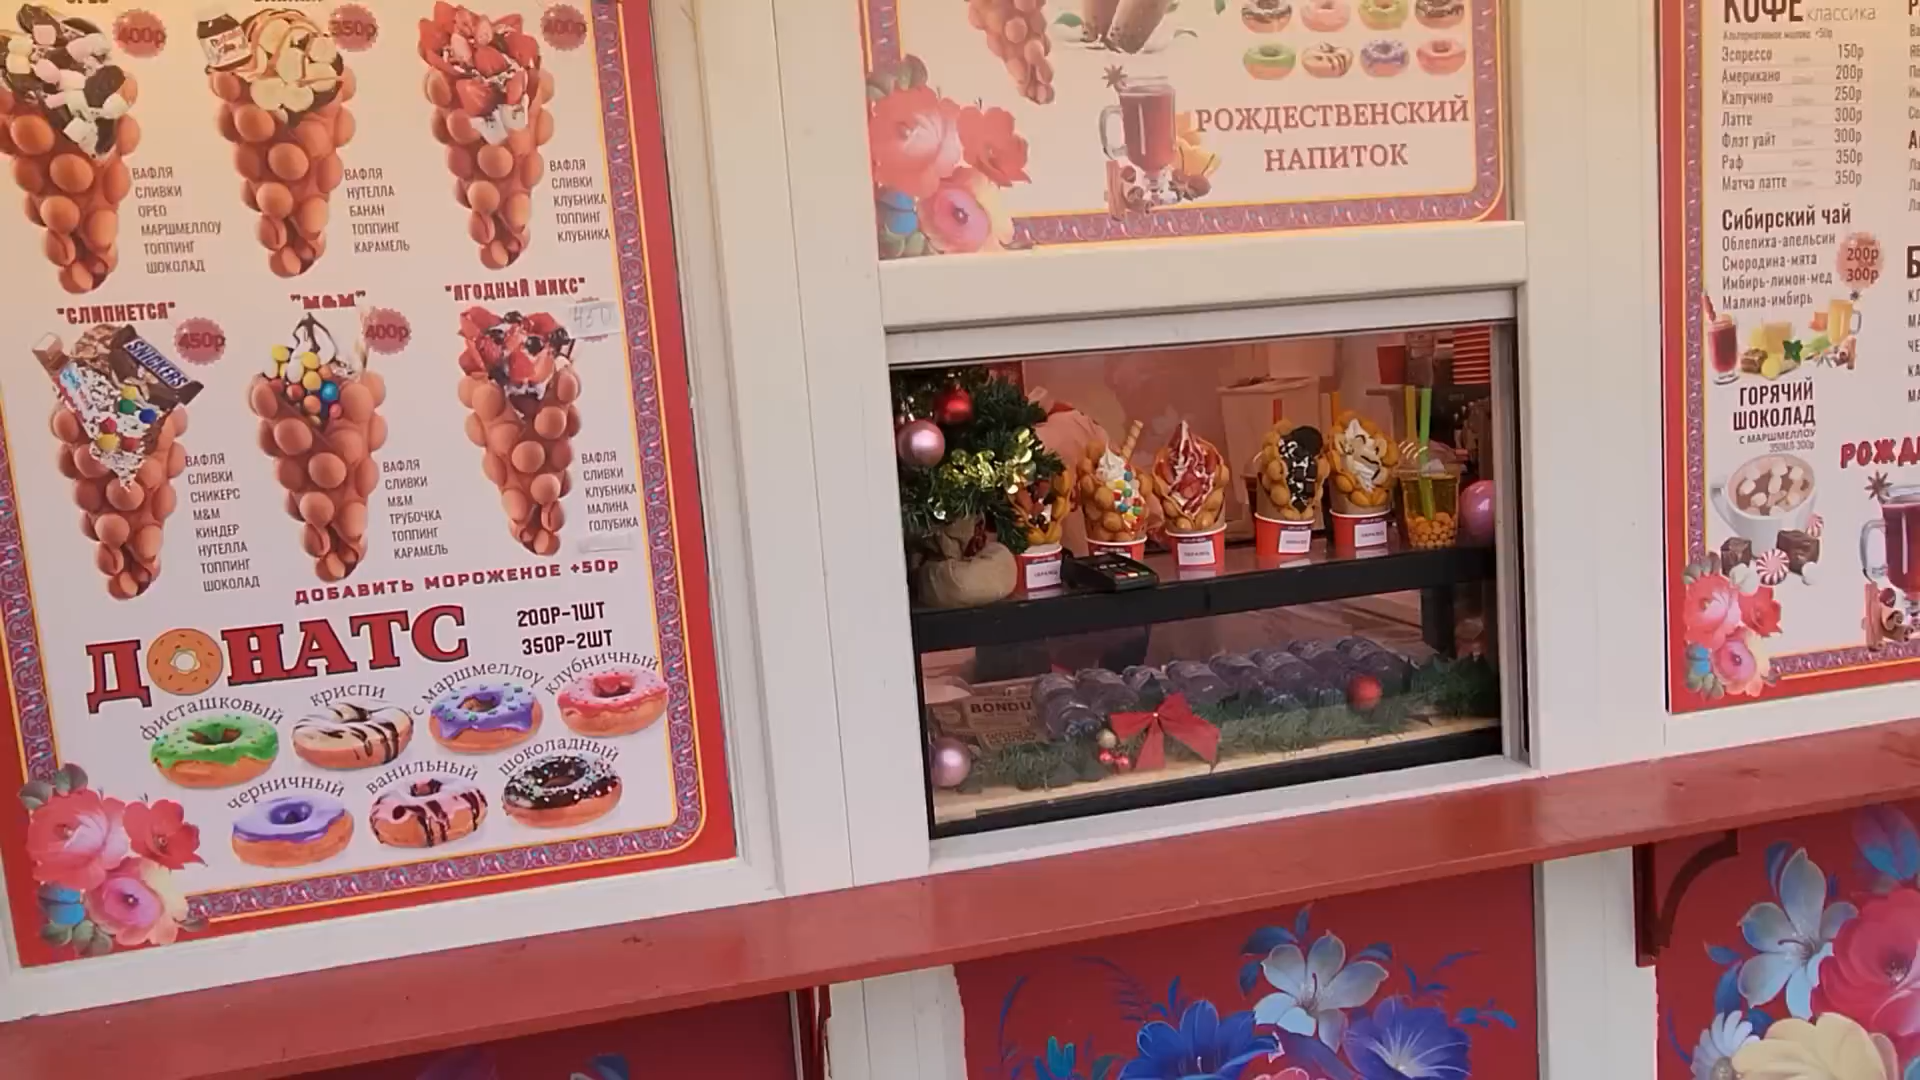 400р
350р
400р
ВАФЛЯ
СЛИВКИ
ОРЕО
МАРШМЕЛЛОУ
ТОППИНГ
ШОКОЛАД
ВАФЛЯ
НУТЕЛЛА
БАНАН
ТОППИНГ
КАРАМЕЛЬ
ВАФЛЯ
СЛИВКИ
КЛУБНИКА
ТОППИНГ
КЛУБНИКА
"СЛИПНЕТСЯ"
450р
SNICKERS
ВАФЛЯ
СЛИВКИ
СНИКЕРС
M&M
КИНДЕР
НУТЕЛЛА
ТОППИНГ
ШОКОЛАД
"M&M"
400р
ВАФЛЯ
СЛИВКИ
M&M
ТРУБОЧКА
ТОППИНГ
КАРАМЕЛЬ
"ЯГОДНЫЙ МИКС"
450
ВАФЛЯ
СЛИВКИ
КЛУБНИКА
МАЛИНА
ГОЛУБИКА
ДОБАВИТЬ МОРОЖЕНОЕ +50р
ДОНАТС
200Р-1ШТ
350Р-2ШТ
фисташковый
криспи
с маршмеллоу
клубничный
черничный
ванильный
шоколадный
РОЖДЕСТВЕНСКИЙ
НАПИТОК
BONDU
КОФЕ классика
Альтернативное молоко +50р
Эспрессо 150р
Американо 200р
Капучино 250р
Латте 300р
Флэт уайт 300р
Раф 350р
Матча латте 350р
Сибирский чай
Облепиха-апельсин
Смородина-мята
Имбирь-лимон-мед
Малина-имбирь
200р
300р
ГОРЯЧИЙ
ШОКОЛАД
С МАРШМЕЛЛОУ
350МЛ-300р